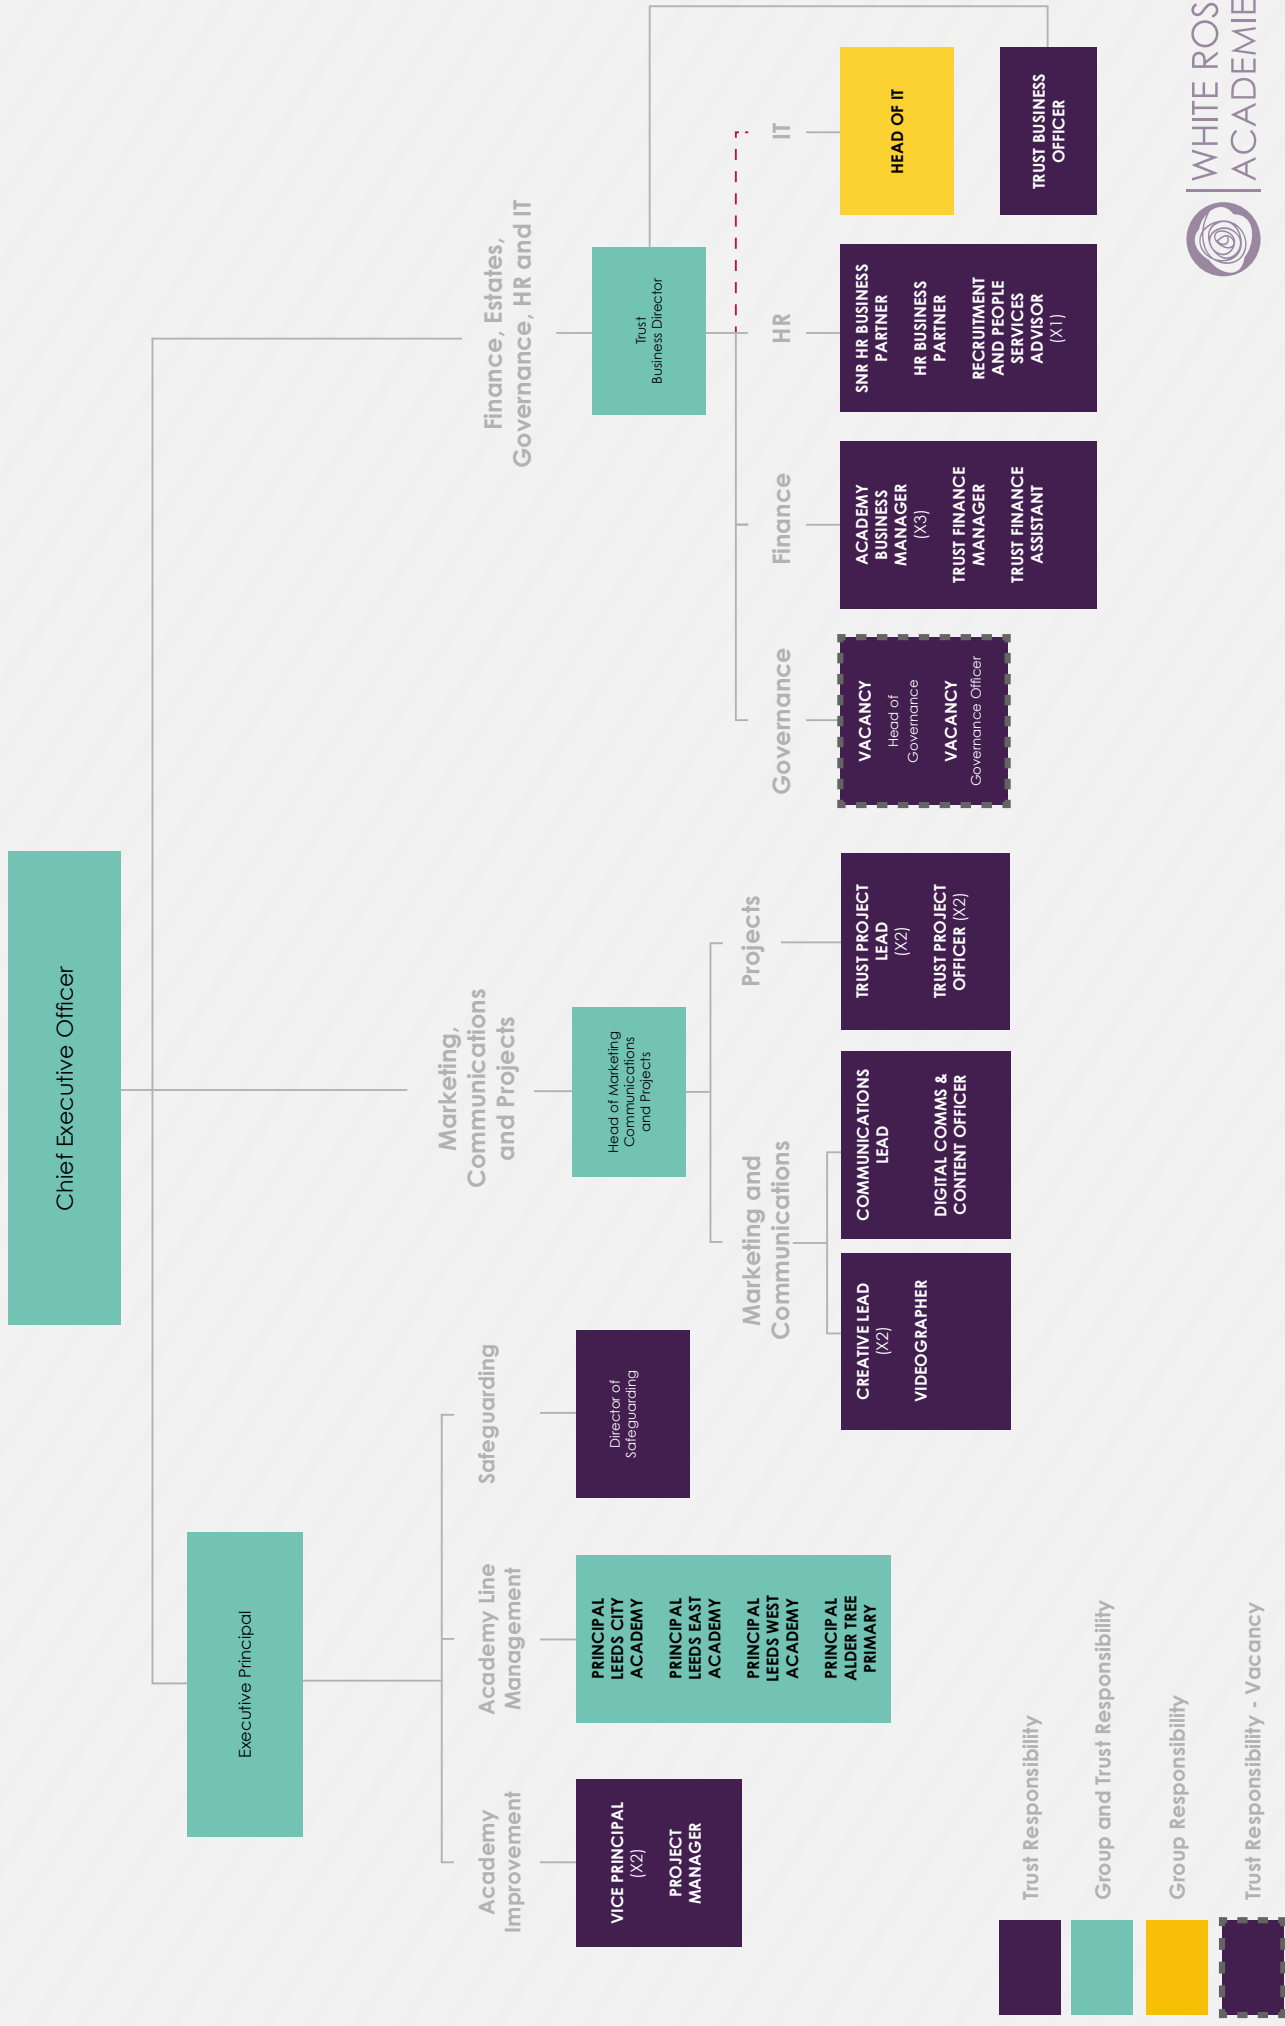 Chief Executive Officer
Executive Principal
Academy
Improvement
VICE PRINCIPAL
(X2)
PROJECT
MANAGER
Academy Line
Management
PRINCIPAL
LEEDS CITY
ACADEMY
PRINCIPAL
LEEDS EAST
ACADEMY
PRINCIPAL
LEEDS WEST
ACADEMY
PRINCIPAL
ALDER TREE
PRIMARY
Safeguarding
Director of
Safeguarding
Marketing,
Communications
and Projects
Head of Marketing
Communications
and Projects
Marketing and
Communications
CREATIVE LEAD
(X2)
VIDEOGRAPHER
COMMUNICATIONS
LEAD
DIGITAL COMMS &
CONTENT OFFICER
Projects
TRUST PROJECT
LEAD
(X2)
TRUST PROJECT
OFFICER (X2)
Finance, Estates,
Governance, HR and IT
Trust
Business Director
Governance
VACANCY
Head of
Governance
VACANCY
Governance Officer
Finance
ACADEMY
BUSINESS
MANAGER
(X3)
TRUST FINANCE
MANAGER
TRUST FINANCE
ASSISTANT
HR
SNR HR BUSINESS
PARTNER
HR BUSINESS
PARTNER
RECRUITMENT
AND PEOPLE
SERVICES
ADVISOR
(X1)
IT
HEAD OF IT
TRUST BUSINESS
OFFICER
Trust Responsibility
Group and Trust Responsibility
Group Responsibility
Trust Responsibility - Vacancy
WHITE ROS
ACADEMIE